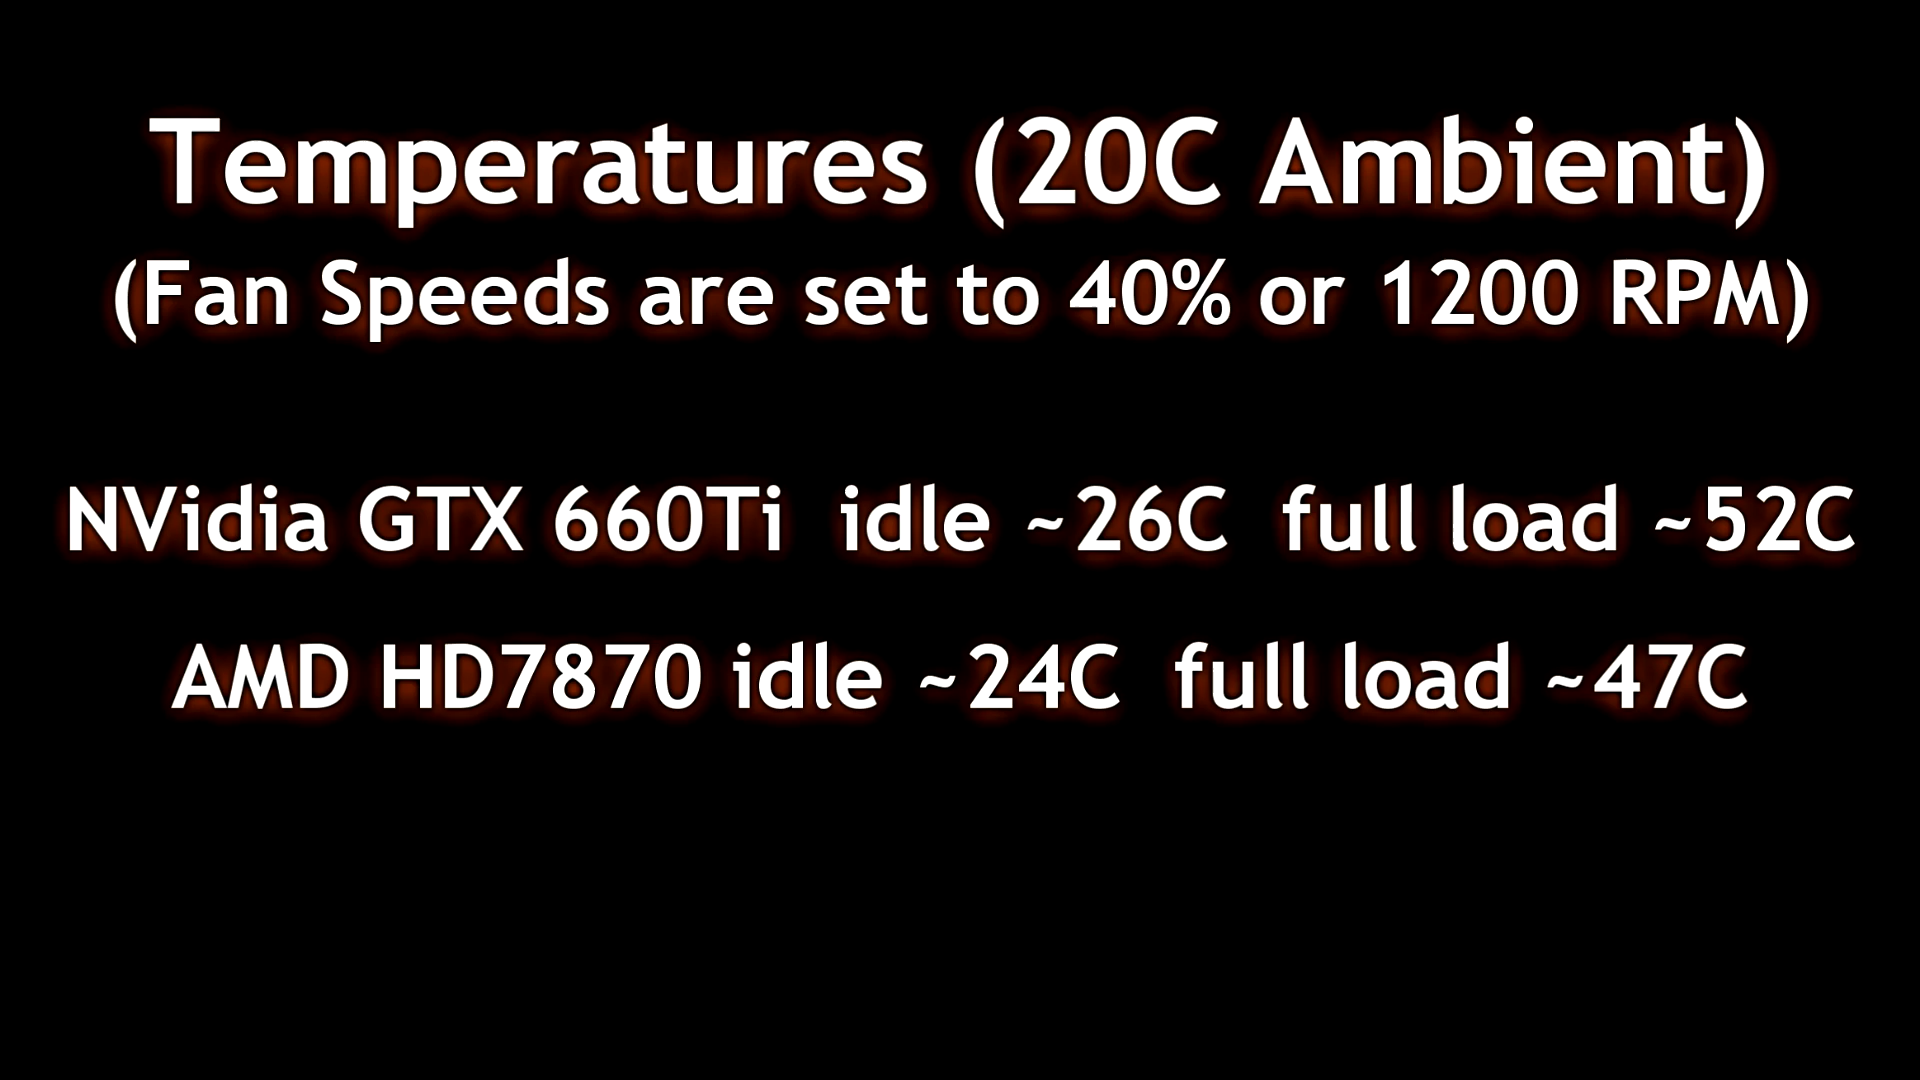 Temperatures (20C Ambient)
(Fan Speeds are set to 40% or 1200 RPM)
NVidia GTX 660Ti  idle ~26C  full load ~52C
AMD HD7870 idle ~24C  full load ~47C